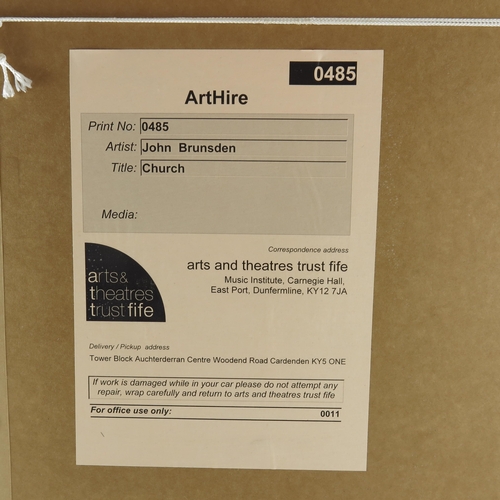 0485
ArtHire
Print No: 0485
Artist: John Brunsden
Title: Church
Media:
Correspondence address
arts and theatres trust fife
Music Institute, Carnegie Hall,
East Port, Dunfermline, KY12 7JA
arts&
theatres
trust fife
Delivery / Pickup address
Tower Block Auchterderran Centre Woodend Road Cardenden KY5 ONE
If work is damaged while in your car please do not attempt any
repair, wrap carefully and return to arts and theatres trust fife
For office use only: 0011